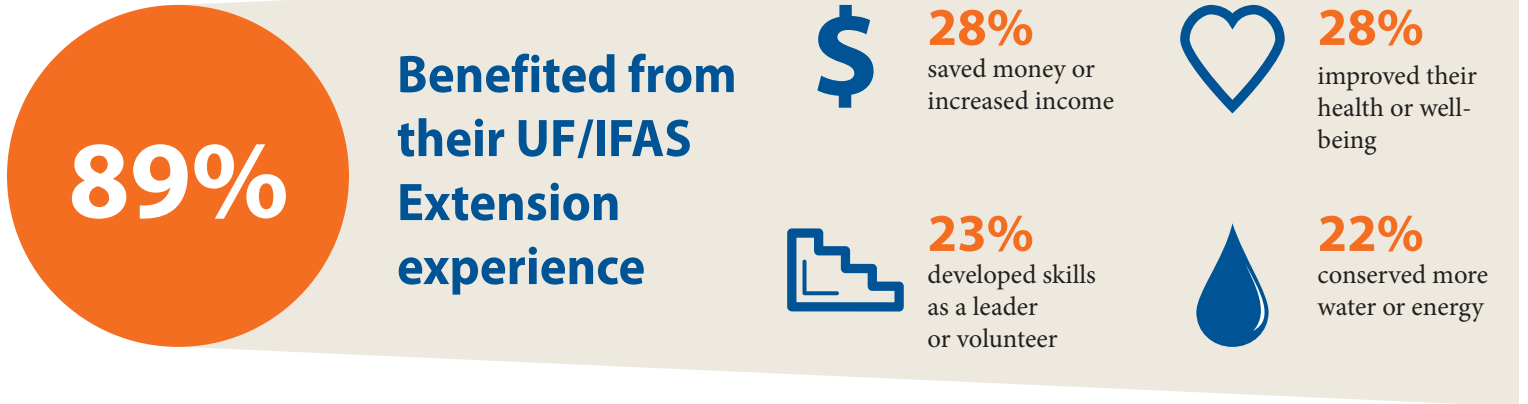 89%
Benefited from
their UF/IFAS
Extension
experience
28%
saved money or
increased income
28%
improved their
health or well-
being
23%
developed skills
as a leader
or volunteer
22%
conserved more
water or energy